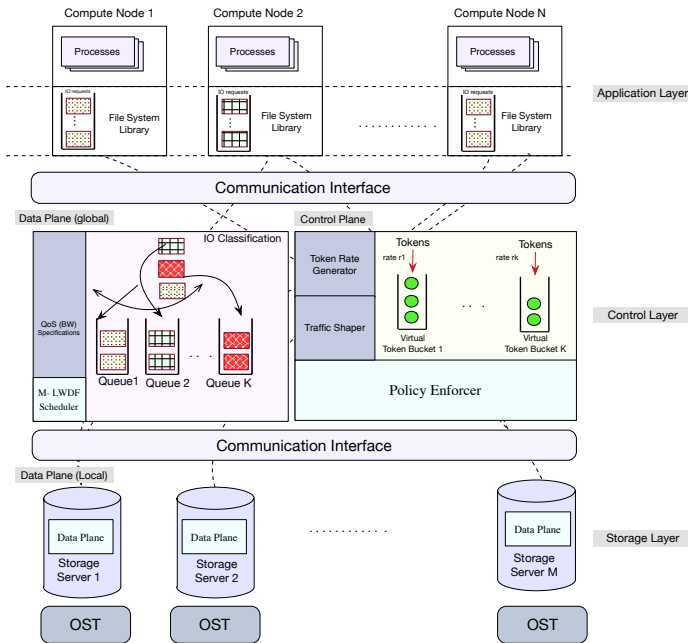 Compute Node 1
Compute Node 2
Compute Node N
Processes
Processes
Processes
Application Layer
IO requests
IO requests
IO requests
File System
Library
File System
Library
File System
Library
Communication Interface
Data Plane (global)
Control Plane
IO Classification
QoS (BW)
Specifications
M- LWDF
Scheduler
Queue1
Queue 2
Queue K
Token Rate
Generator
Traffic Shaper
Tokens
rate r1
Tokens
rate rk
Virtual
Token Bucket 1
Virtual
Token Bucket K
Policy Enforcer
Control Layer
Communication Interface
Data Plane (Local)
Data Plane
Storage
Server 1
Data Plane
Storage
Server 2
Data Plane
Storage
Server M
Storage Layer
OST
OST
OST